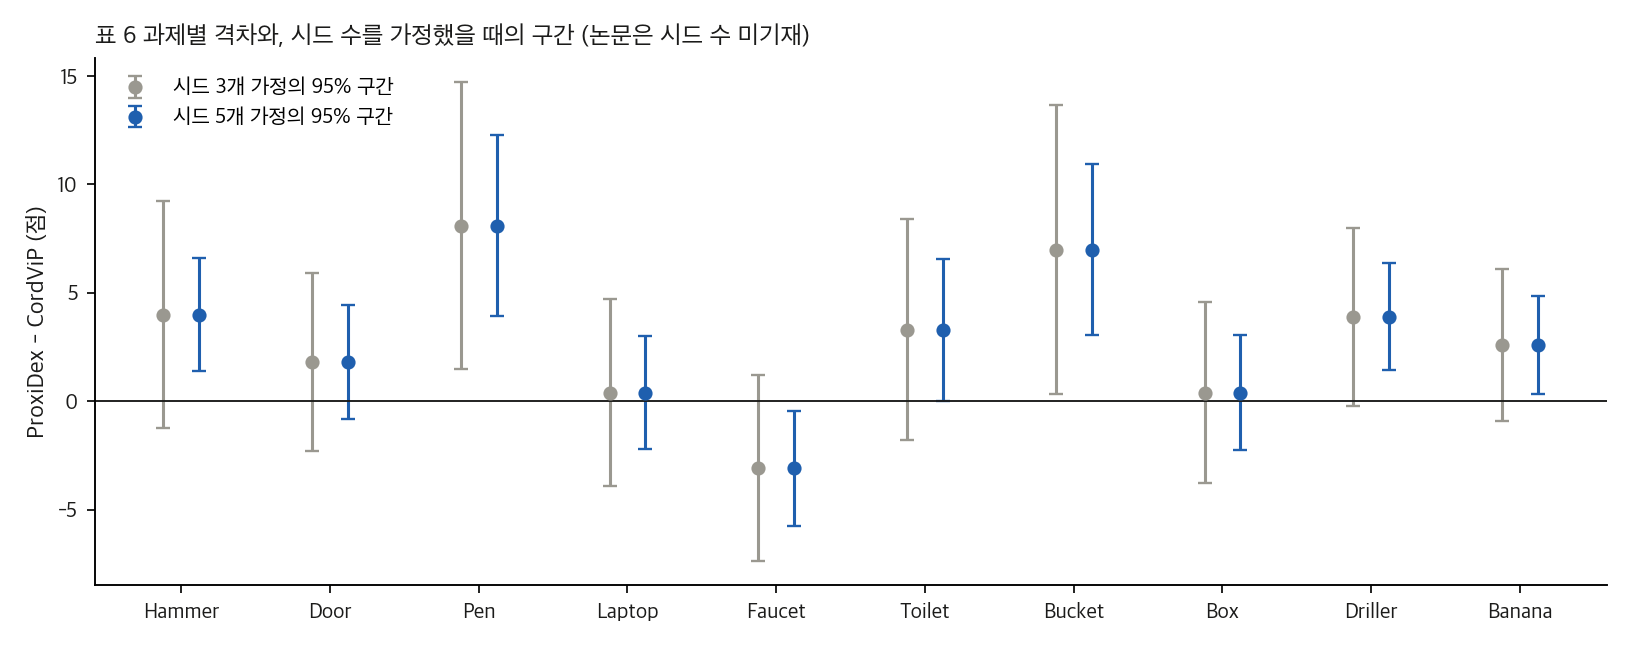 표 6 과제별 격차와, 시드 수를 가정했을 때의 구간 (논문은 시드 수 미기재)
시드 3개 가정의 95% 구간
시드 5개 가정의 95% 구간
ProxiDex − CordViP (점)
15
10
5
0
−5
Hammer
Door
Pen
Laptop
Faucet
Toilet
Bucket
Box
Driller
Banana